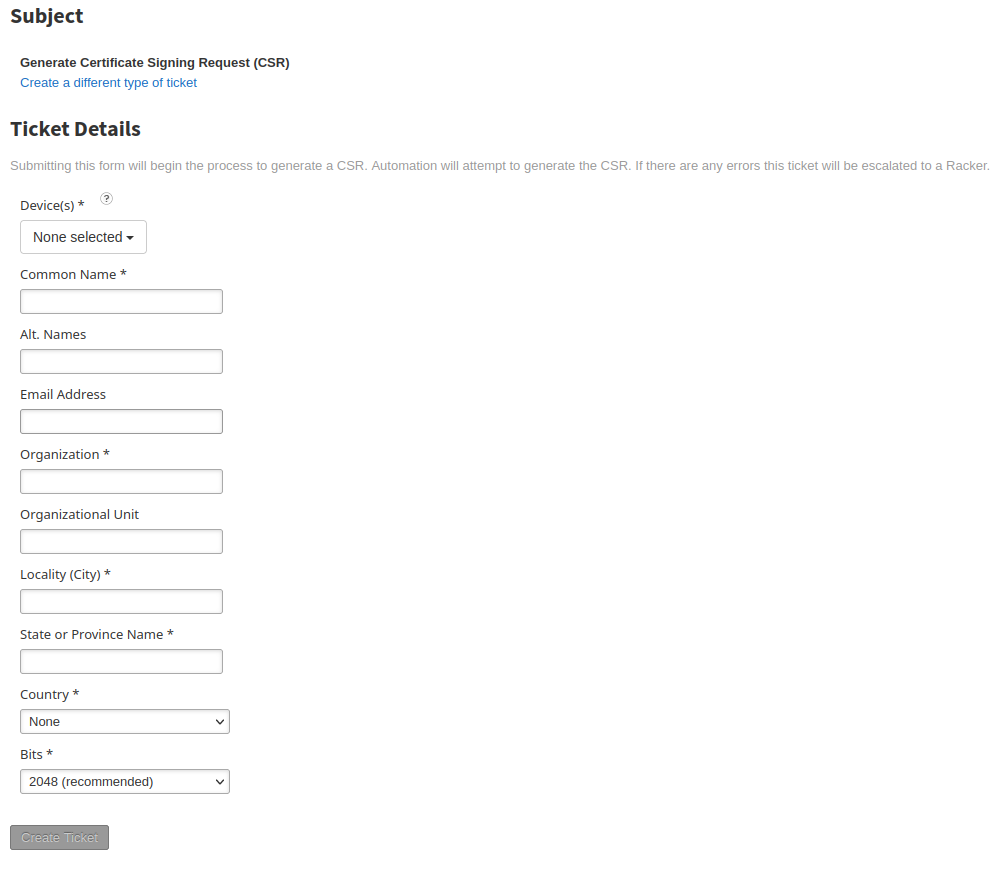 Subject
Generate Certificate Signing Request (CSR)
Create a different type of ticket
Ticket Details
Submitting this form will begin the process to generate a CSR. Automation will attempt to generate the CSR. If there are any errors this ticket will be escalated to a Racker.
Device(s) * ?
None selected
Common Name *
Alt. Names
Email Address
Organization *
Organizational Unit
Locality (City) *
State or Province Name *
Country *
None
Bits *
2048 (recommended)
Create Ticket